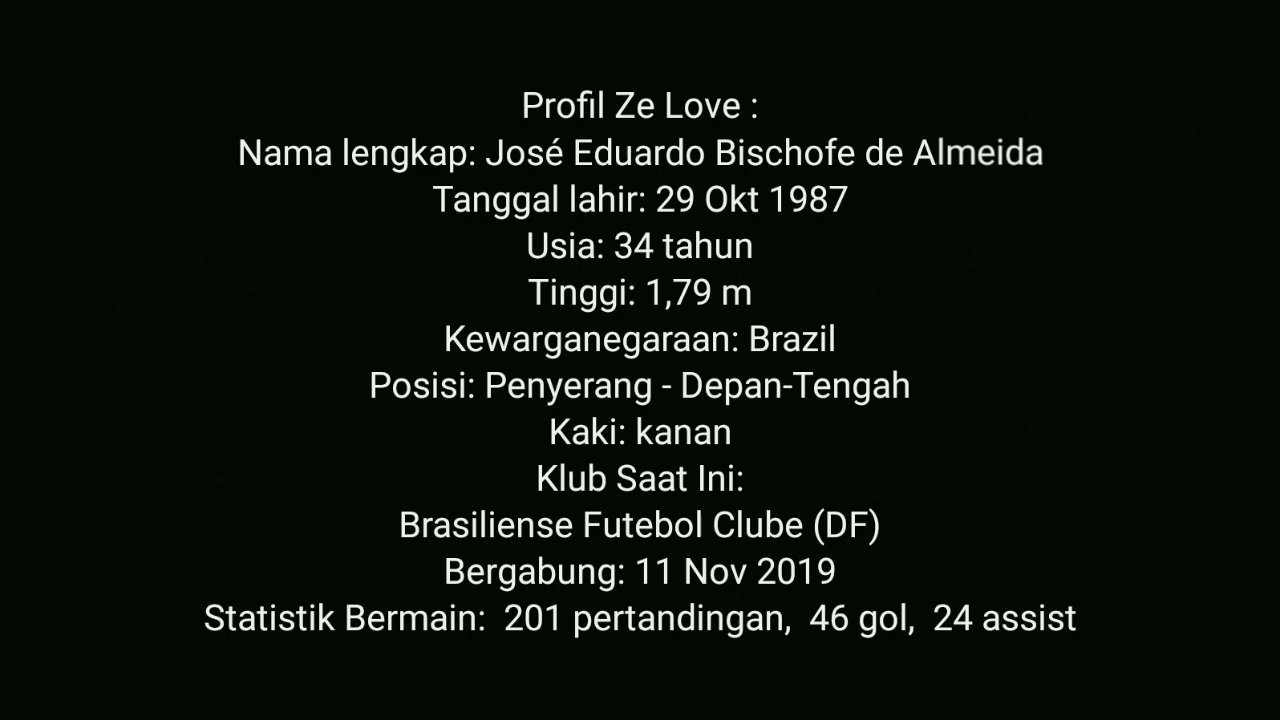 Profil Ze Love :
Nama lengkap: José Eduardo Bischofe de Almeida
Tanggal lahir: 29 Okt 1987
Usia: 34 tahun
Tinggi: 1,79 m
Kewarganegaraan: Brazil
Posisi: Penyerang - Depan-Tengah
Kaki: kanan
Klub Saat Ini:
Brasiliense Futebol Clube (DF)
Bergabung: 11 Nov 2019
Statistik Bermain:  201 pertandingan,  46 gol,  24 assist